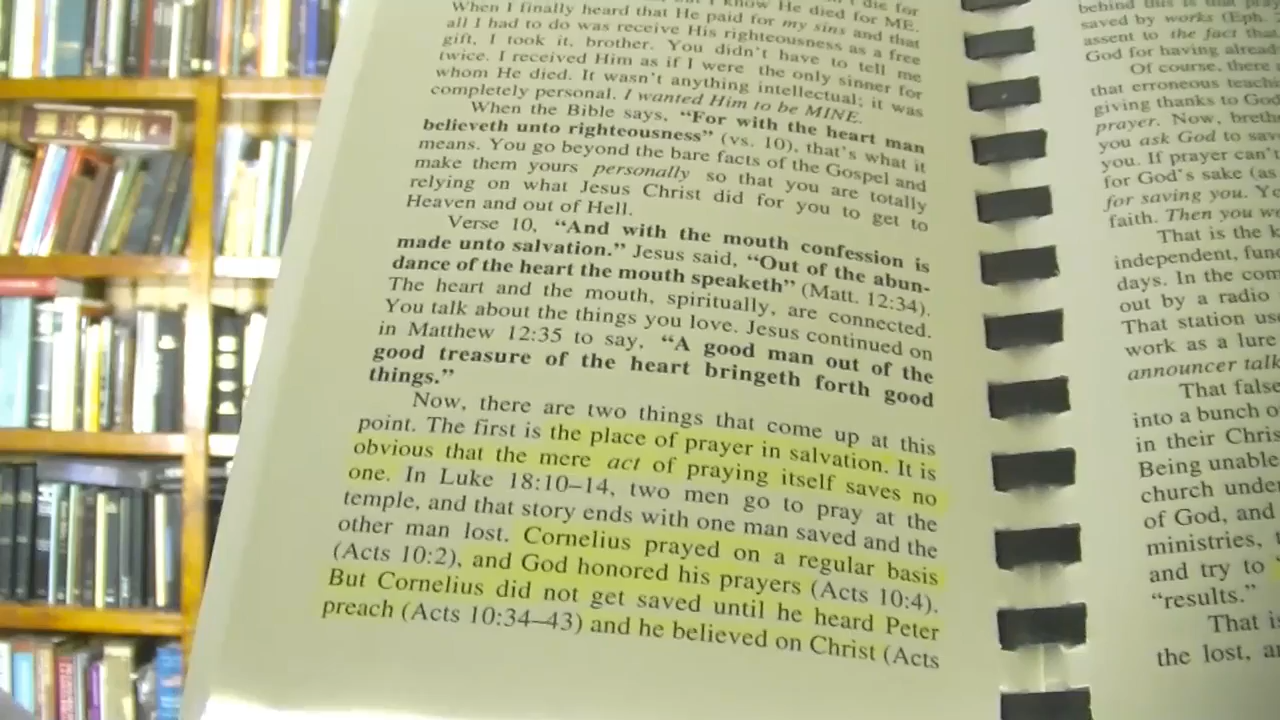 know He died for ME.
When I finally heard that He paid for my sins and that
all I had to do was receive His righteousness as a free
gift, I took it, brother. You didn't have to tell me
twice. I received Him as if I were the only sinner for
whom He died. It wasn't anything intellectual; it was
completely personal. I wanted Him to be MINE.
When the Bible says, “For with the heart man
believeth unto righteousness” (vs. 10), that's what it
means. You go beyond the bare facts of the Gospel and
make them yours personally so that you are totally
relying on what Jesus Christ did for you to get to
Heaven and out of Hell.
Verse 10, “And with the mouth confession is
made unto salvation.” Jesus said, “Out of the abun-
dance of the heart the mouth speaketh” (Matt. 12:34).
The heart and the mouth, spiritually, are connected.
You talk about the things you love. Jesus continued on
in Matthew 12:35 to say, “A good man out of the
good treasure of the heart bringeth forth good
things.”
Now, there are two things that come up at this
point. The first is the place of prayer in salvation. It is
obvious that the mere act of praying itself saves no
one. In Luke 18:10–14, two men go to pray at the
temple, and that story ends with one man saved and the
other man lost. Cornelius prayed on a regular basis
(Acts 10:2), and God honored his prayers (Acts 10:4).
But Cornelius did not get saved until he heard Peter
preach (Acts 10:34–43) and he believed on Christ (Acts
behind this is that
saved by works (Eph.
assent to the fact that
God for having
Of course, there
that erroneous
giving thanks to God
prayer. Now,
you ask God to
you. If prayer can't
for God's sake (as
for saving you.
faith. Then you
That is the
independent,
days. In the
out by a radio
That station
work as a lure
announcer
That
into a bunch
in their
Being unable
church
of God, and
ministries,
and try to
“results.”
That
the lost,